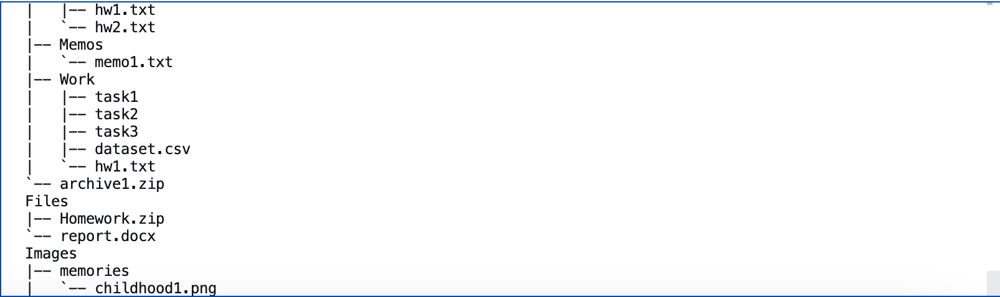 |   |-- hw1.txt
|   `-- hw2.txt
|-- Memos
|   `-- memo1.txt
|-- Work
|   |-- task1
|   |-- task2
|   |-- task3
|   |-- dataset.csv
|   `-- hw1.txt
`-- archive1.zip
Files
|-- Homework.zip
`-- report.docx
Images
|-- memories
|   `-- childhood1.png